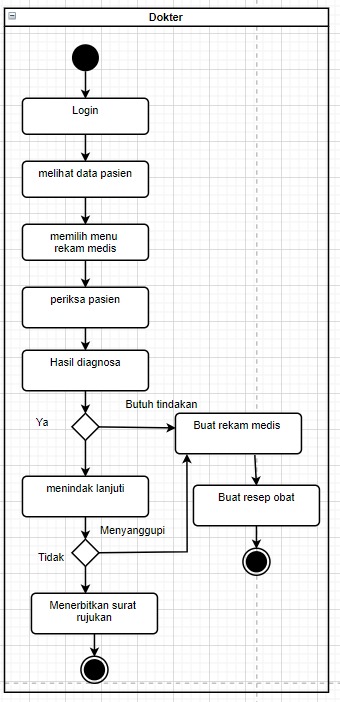 Dokter
Login
melihat data pasien
memilih menu
rekam medis
periksa pasien
Hasil diagnosa
Butuh tindakan
Ya
Buat rekam medis
menindak lanjuti
Buat resep obat
Menyanggupi
Tidak
Menerbitkan surat
rujukan